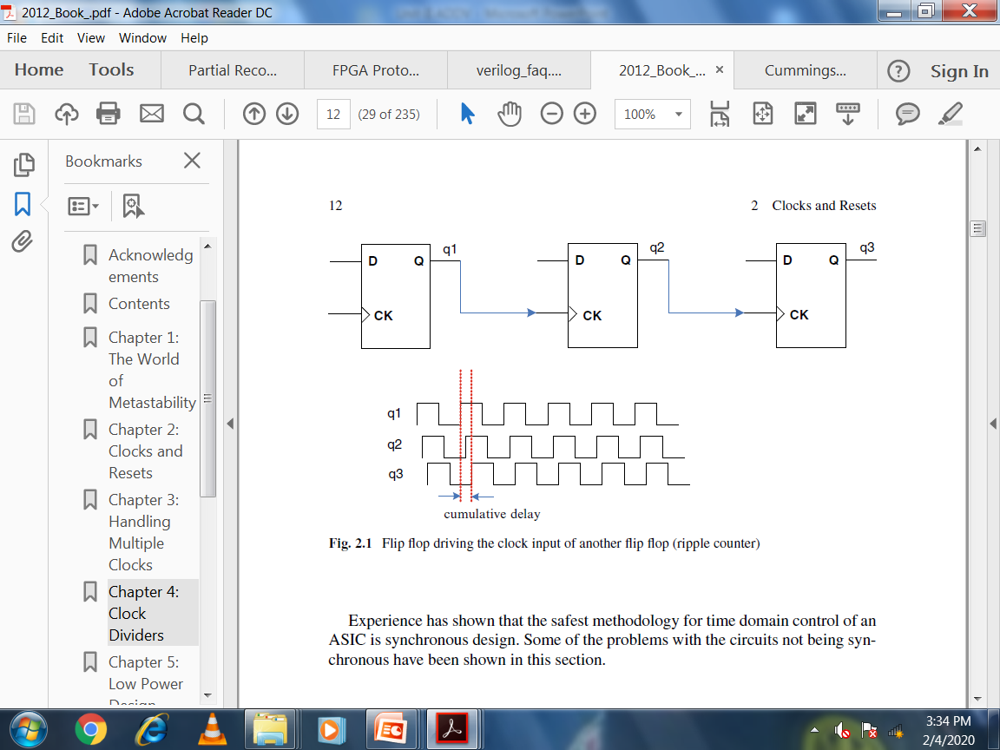 2012_Book_.pdf - Adobe Acrobat Reader DC
File Edit View Window Help
Home Tools Partial Reco... FPGA Proto... verilog_faq.... 2012_Book_... × Cummings... ? Sign In
12 (29 of 235) 100%
Bookmarks
Acknowledg
ements
Contents
Chapter 1:
The World
of
Metastability
Chapter 2:
Clocks and
Resets
Chapter 3:
Handling
Multiple
Clocks
Chapter 4:
Clock
Dividers
Chapter 5:
Low Power
Design
12 2 Clocks and Resets
q1 q2 q3
D Q D Q D Q
CK CK CK
q1
q2
q3
cumulative delay
Fig. 2.1 Flip flop driving the clock input of another flip flop (ripple counter)
Experience has shown that the safest methodology for time domain control of an
ASIC is synchronous design. Some of the problems with the circuits not being syn-
chronous have been shown in this section.
3:34 PM
2/4/2020